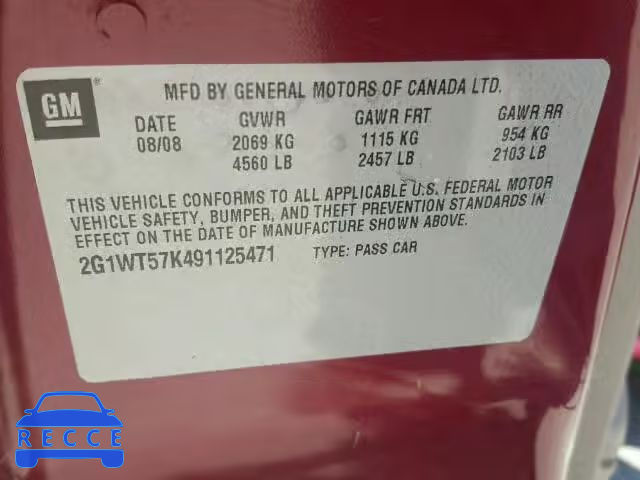 GM ®
MFD BY GENERAL MOTORS OF CANADA LTD.
DATE GVWR GAWR FRT GAWR RR
08/08 2069 KG 1115 KG 954 KG
4560 LB 2457 LB 2103 LB
THIS VEHICLE CONFORMS TO ALL APPLICABLE U.S. FEDERAL MOTOR
VEHICLE SAFETY, BUMPER, AND THEFT PREVENTION STANDARDS IN
EFFECT ON THE DATE OF MANUFACTURE SHOWN ABOVE.
2G1WT57K491125471 TYPE: PASS CAR
RECCE